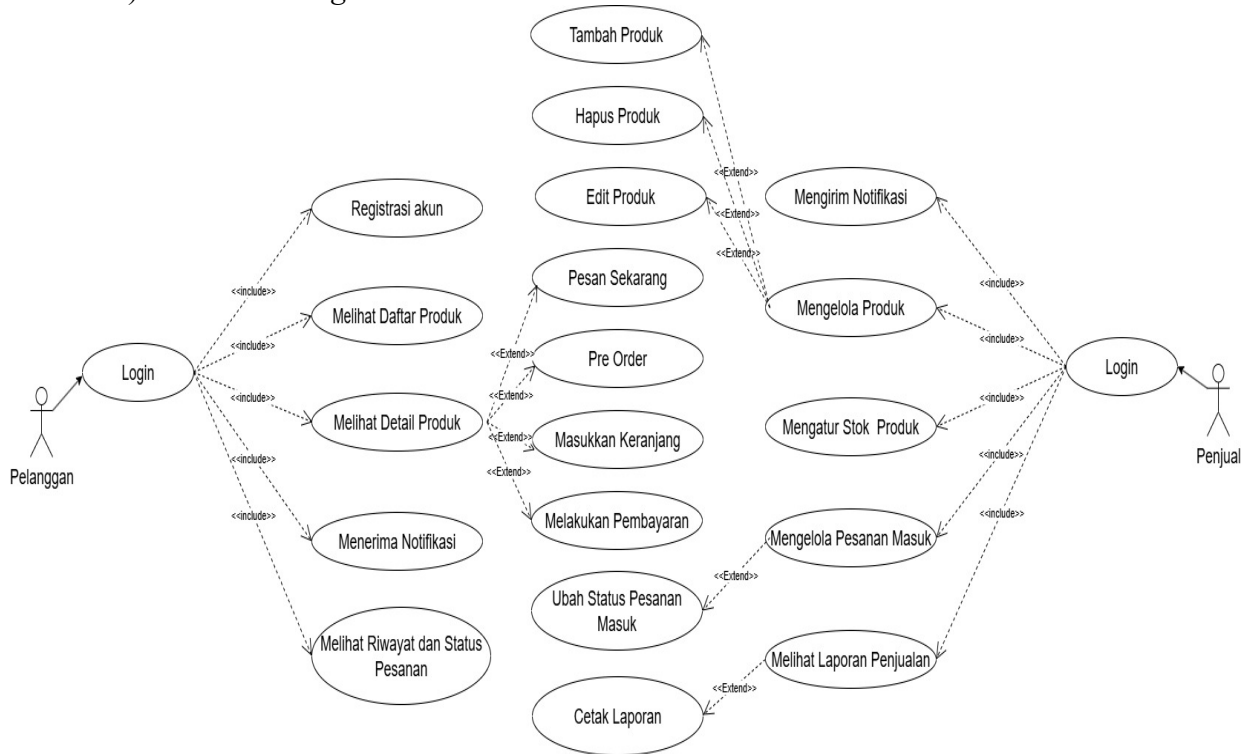 Tambah Produk
Hapus Produk
<<Extend>>
Edit Produk
Mengirim Notifikasi
Registrasi akun
<<Extend>>
<<Extend>>
Pesan Sekarang
<<include>>
<<include>>
Melihat Daftar Produk
Mengelola Produk
<<include>>
<<include>>
<<Extend>>
Pre Order
Login
Login
<<Extend>>
<<include>>
<<include>>
Melihat Detail Produk
Mengatur Stok Produk
<<Extend>>
Masukkan Keranjang
<<include>>
<<include>>
Pelanggan
Penjual
<<Extend>>
<<include>>
<<include>>
Melakukan Pembayaran
Menerima Notifikasi
Mengelola Pesanan Masuk
<<Extend>>
Ubah Status Pesanan
Masuk
Melihat Riwayat dan Status
Pesanan
Melihat Laporan Penjualan
<<Extend>>
Cetak Laporan